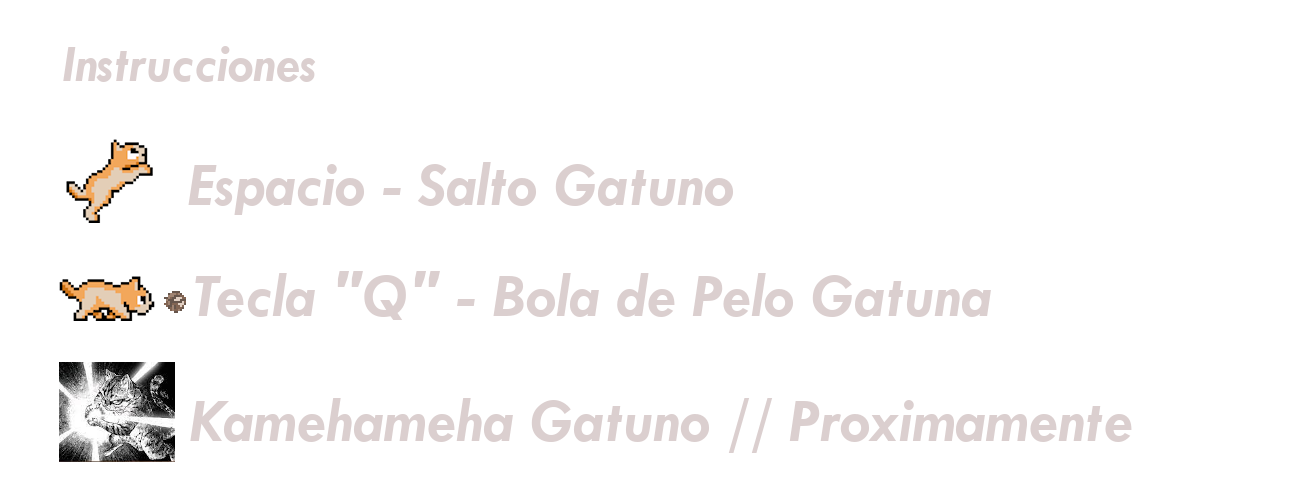 Instrucciones
Espacio - Salto Gatuno
Tecla "Q" - Bola de Pelo Gatuna
Kamehameha Gatuno // Proximamente